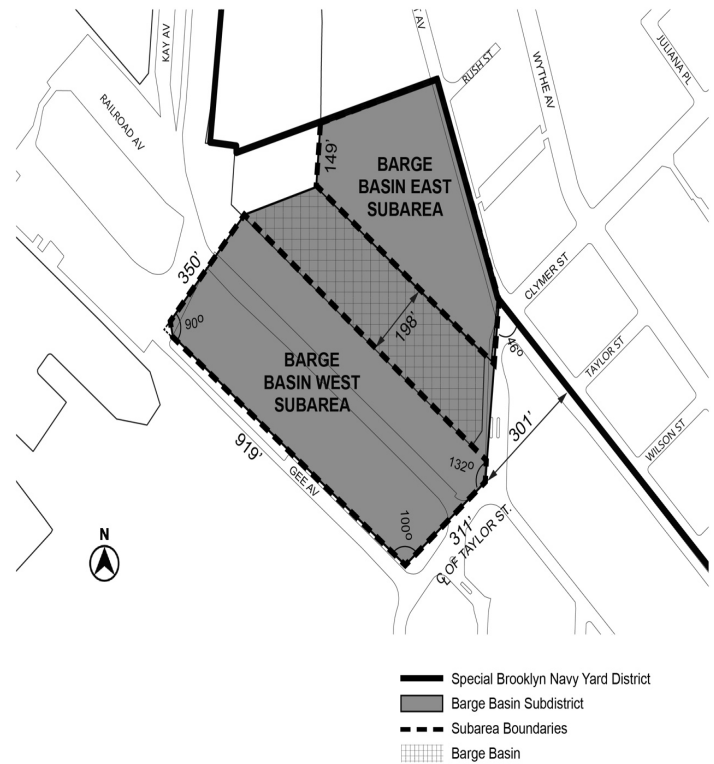 KAY AV
AV
RUSH ST
WYTHE AV
JULIANA PL
RAILROAD AV
149'
BARGE
BASIN EAST
SUBAREA
350'
CLYMER ST
90°
198'
46°
TAYLOR ST
BARGE
BASIN WEST
SUBAREA
301'
WILSON ST
919'
GEE AV
132°
100°
311'
℄ OF TAYLOR ST.
N
Special Brooklyn Navy Yard District
Barge Basin Subdistrict
Subarea Boundaries
Barge Basin